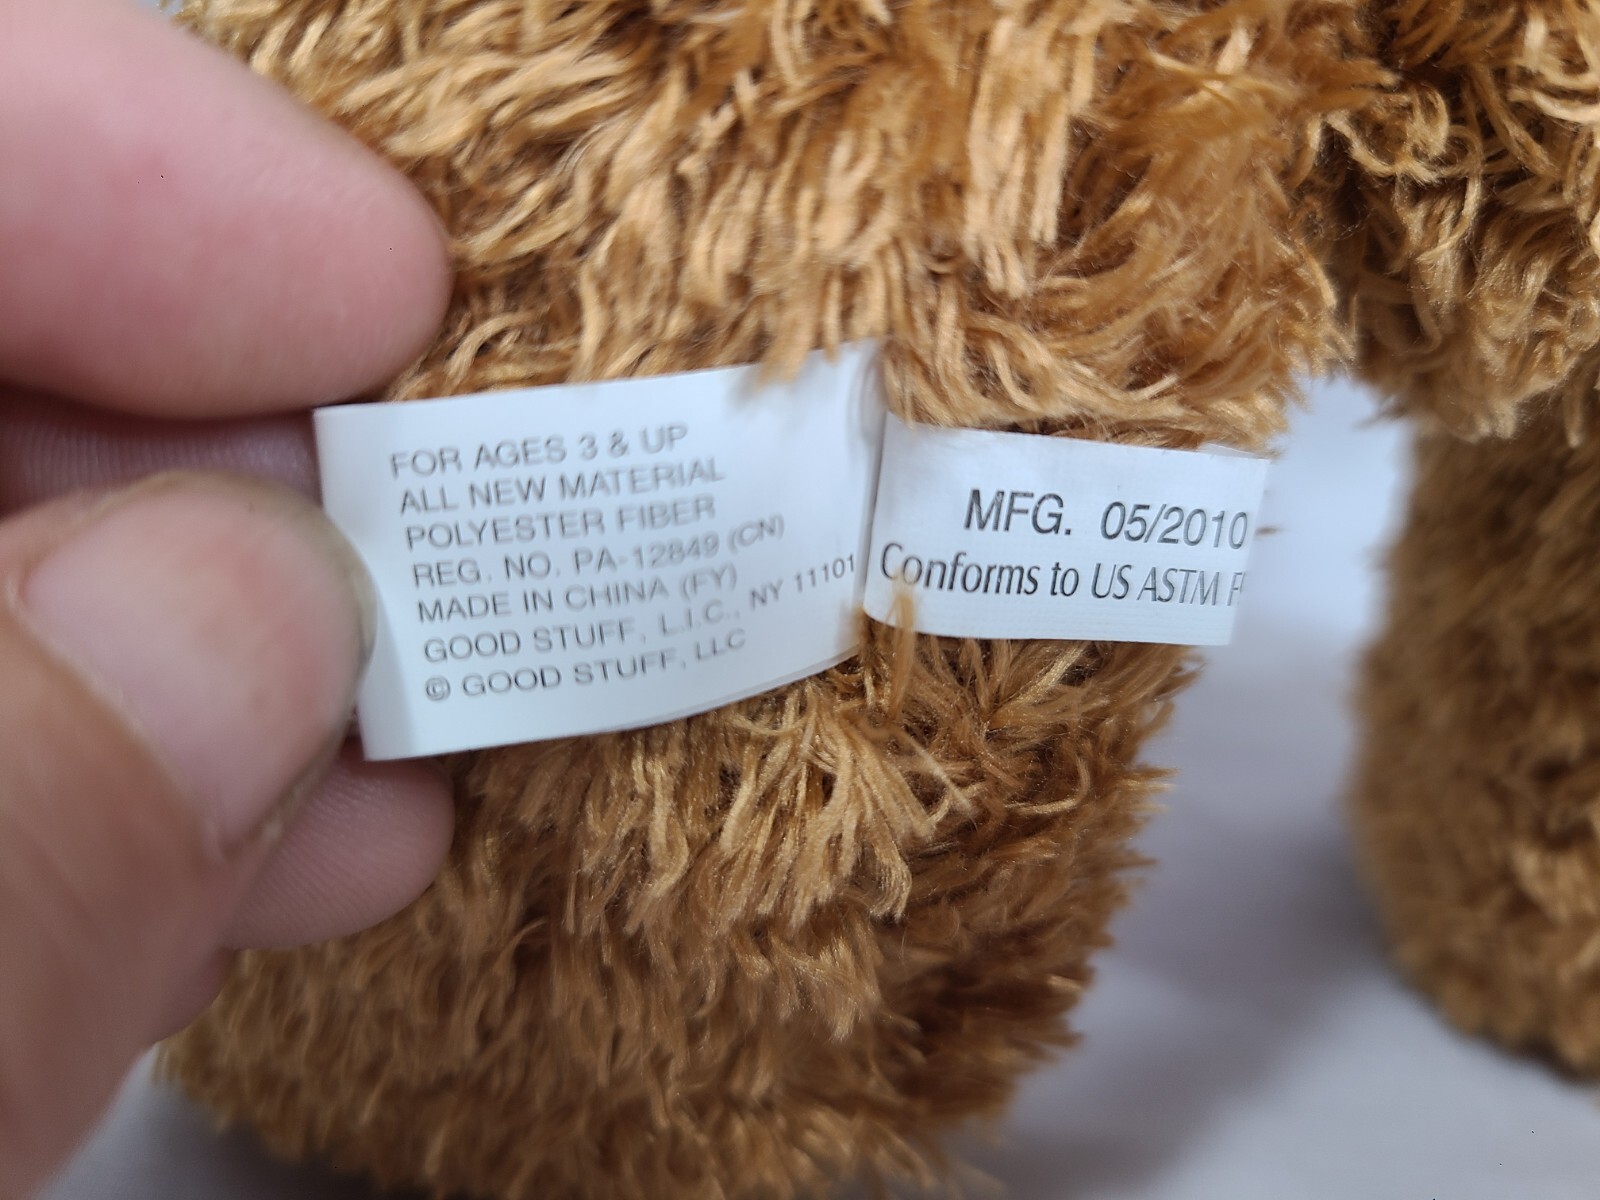 FOR AGES 3 & UP
ALL NEW MATERIAL
POLYESTER FIBER
REG. NO. PA-12849 (CN)
MADE IN CHINA (FY)
GOOD STUFF, L.I.C., NY 11101
© GOOD STUFF, LLC
MFG. 05/2010
Conforms to US ASTM F